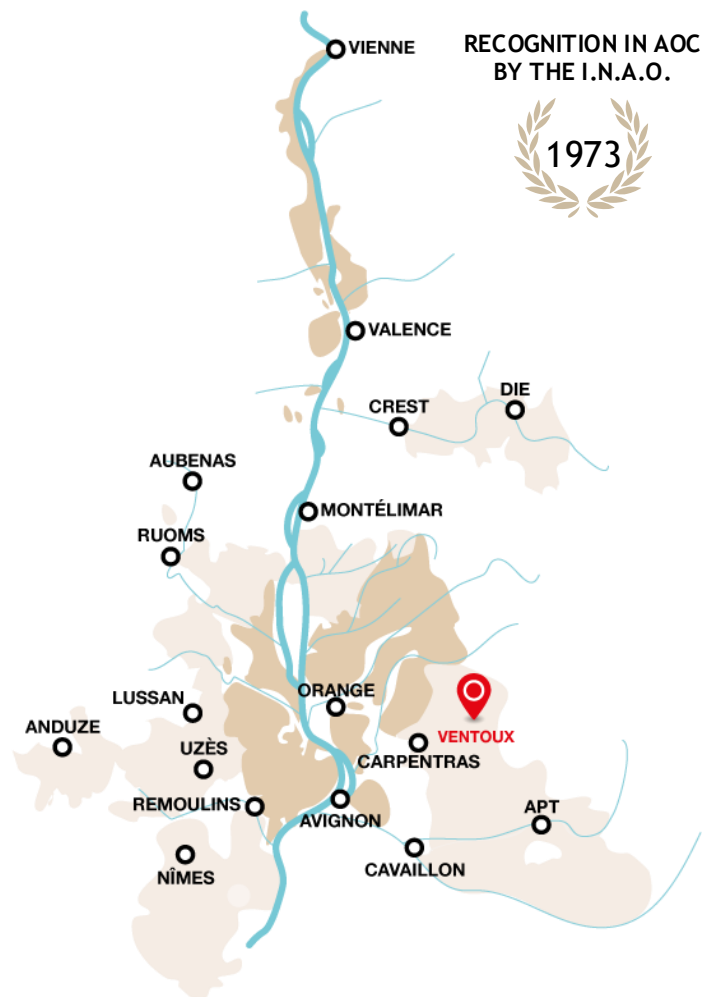 VIENNE
RECOGNITION IN AOC
BY THE I.N.A.O.
1973
VALENCE
DIE
CREST
AUBENAS
MONTÉLIMAR
RUOMS
ORANGE
LUSSAN
ANDUZE
VENTOUX
UZÈS
CARPENTRAS
REMOULINS
AVIGNON
APT
CAVAILLON
NÎMES